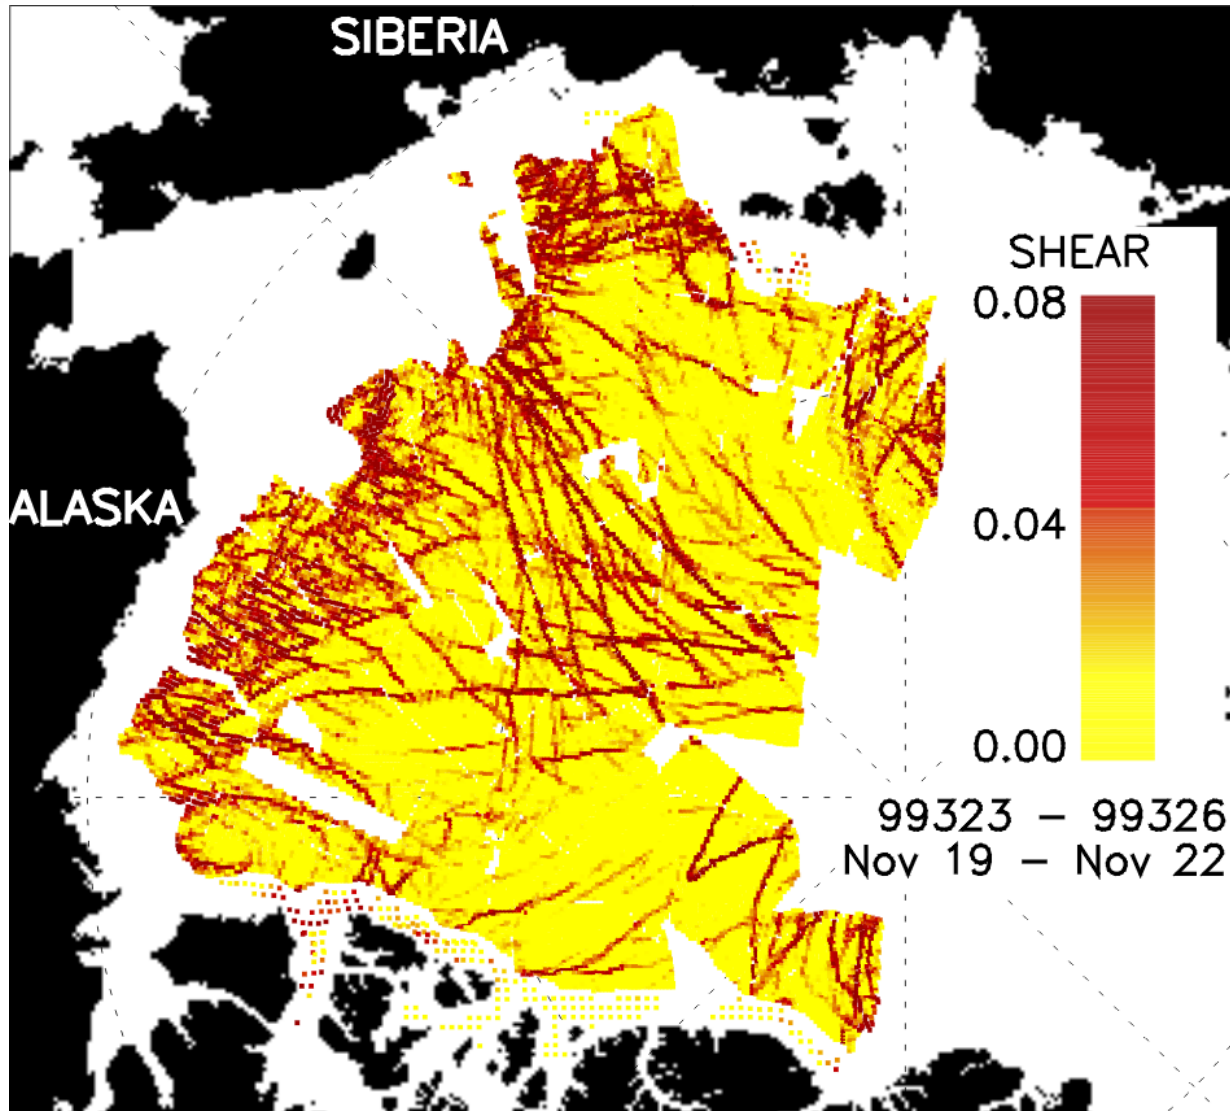 SIBERIA
SHEAR
0.08
ALASKA
0.04
0.00
99323 – 99326
Nov 19 – Nov 22